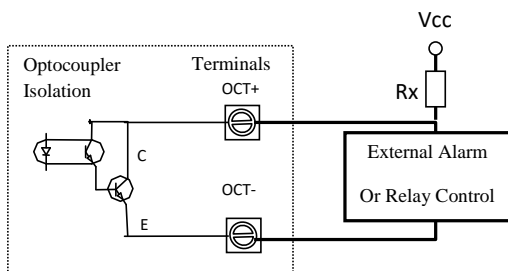 Vcc
Optocoupler
Isolation
Terminals
OCT+
Rx
C
External Alarm
Or Relay Control
OCT-
E